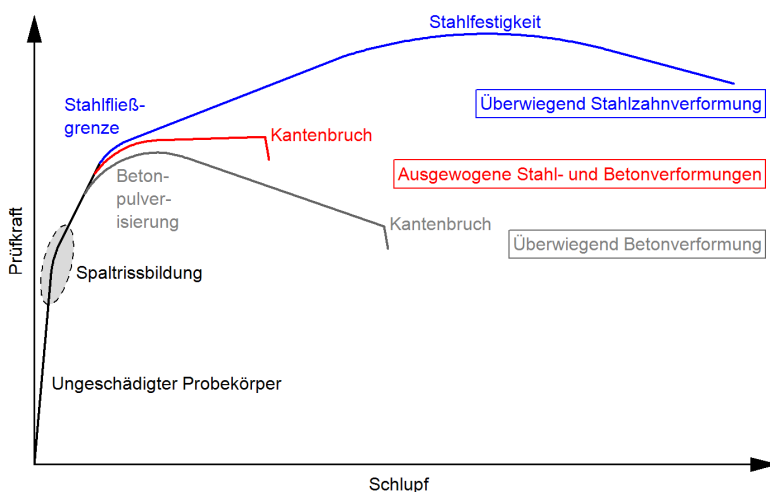 Stahlfestigkeit
Stahlfließ-
grenze
Überwiegend Stahlzahnverformung
Kantenbruch
Ausgewogene Stahl- und Betonverformungen
Beton-
pulver-
isierung
Kantenbruch
Überwiegend Betonverformung
Prüfkraft
Spaltrissbildung
Ungeschädigter Probekörper
Schlupf